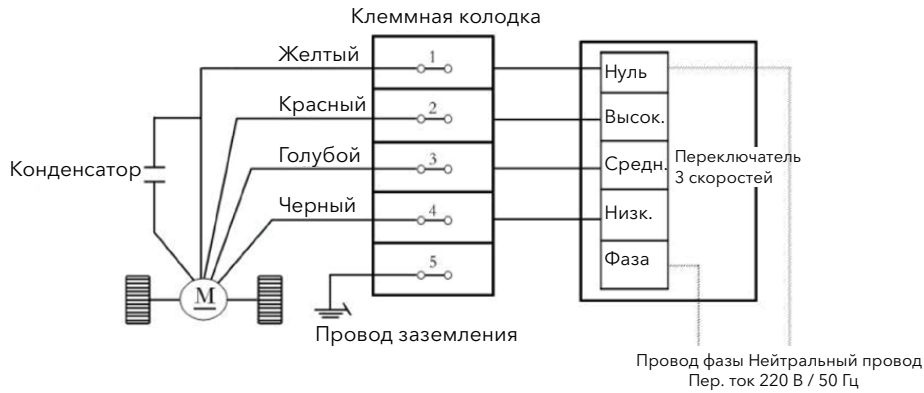 Клеммная колодка
Желтый
1
Нуль
Красный
2
Высок.
Конденсатор
Голубой
3
Средн.
Переключатель
3 скоростей
Черный
4
Низк.
5
Фаза
M
Провод заземления
Провод фазы Нейтральный провод
Пер. ток 220 В / 50 Гц